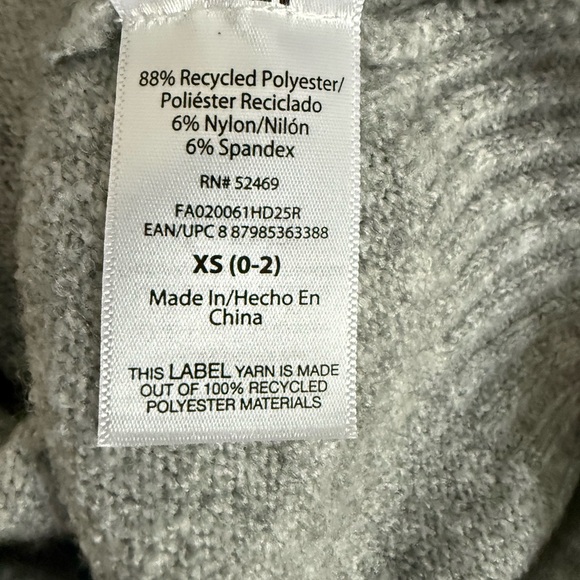 88% Recycled Polyester/
Poliéster Reciclado
6% Nylon/Nilón
6% Spandex
RN# 52469
FA020061HD25R
EAN/UPC 8 87985363388
XS (0-2)
Made In/Hecho En
China
THIS LABEL YARN IS MADE
OUT OF 100% RECYCLED
POLYESTER MATERIALS